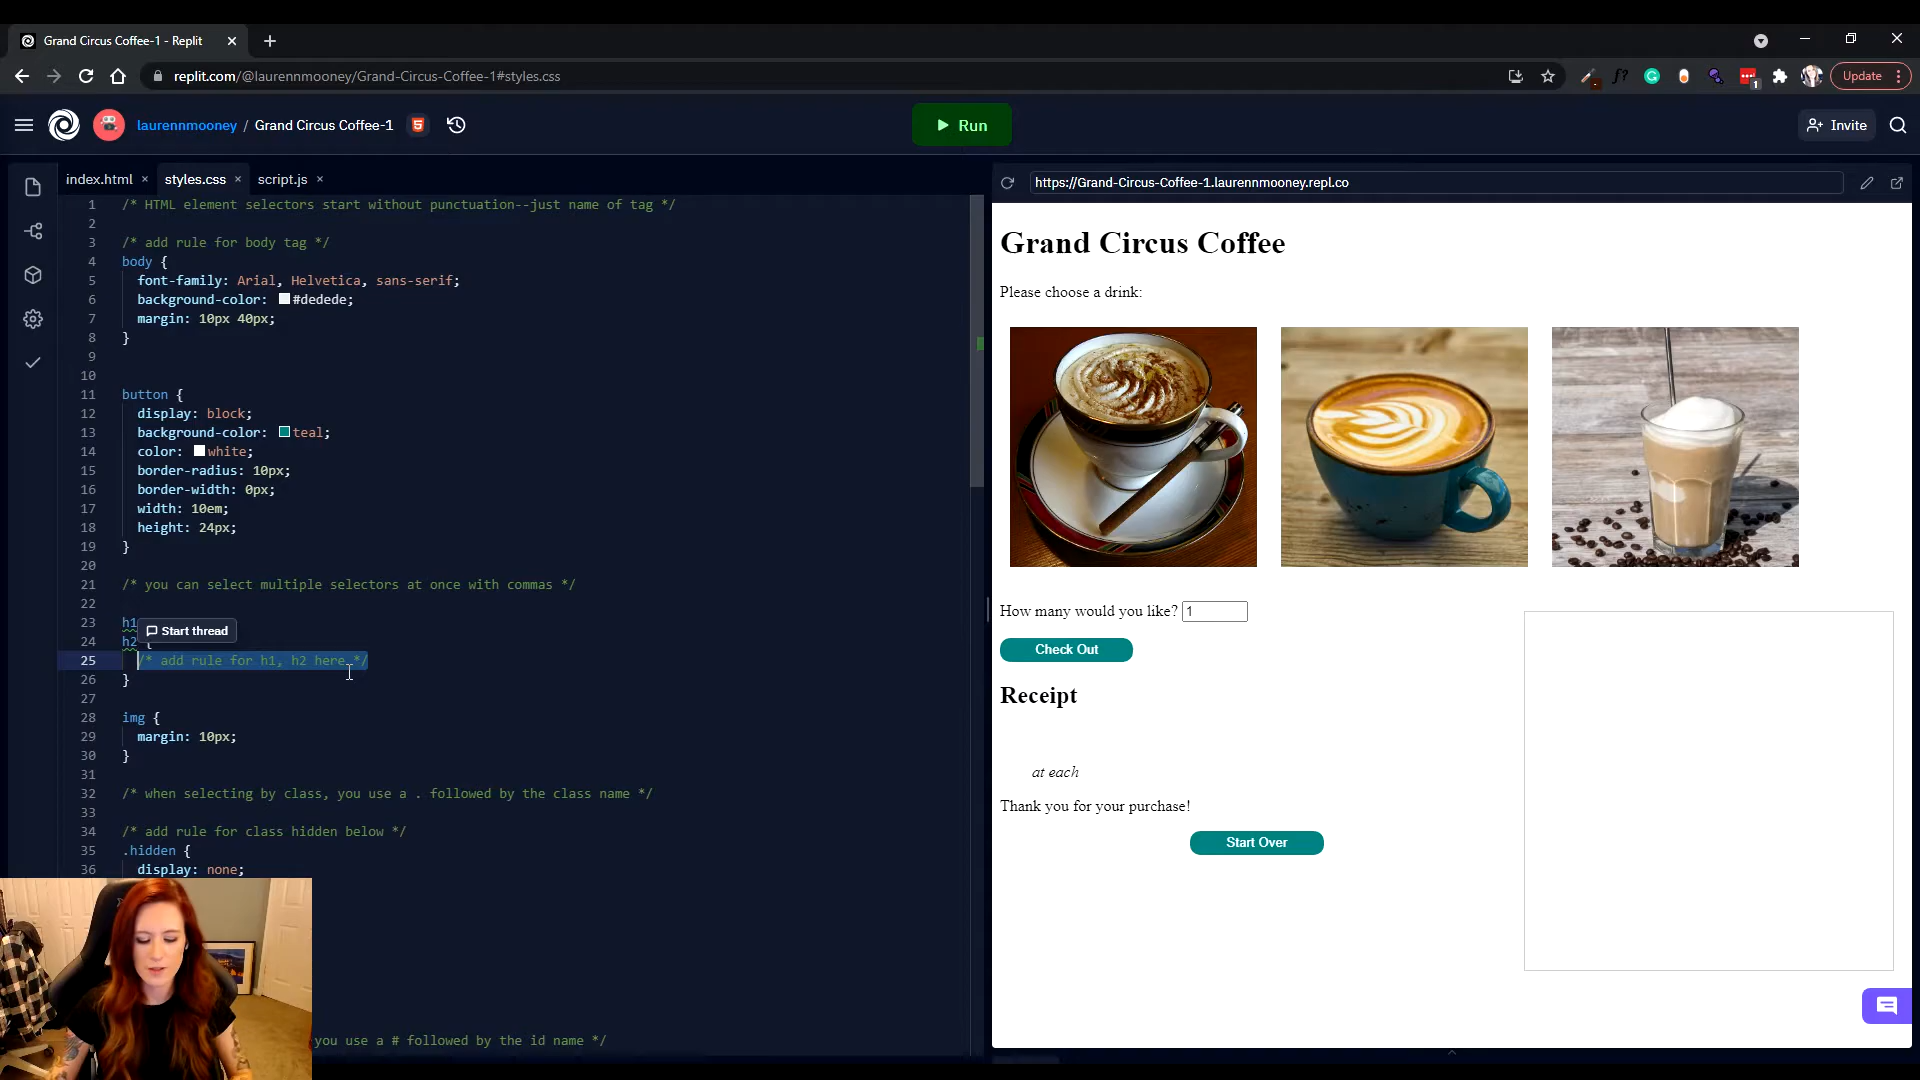 Grand Circus Coffee-1 - Replit
replit.com/@laurennmooney/Grand-Circus-Coffee-1#styles.css
f?
1
Update
laurennmooney / Grand Circus Coffee-1
Run
Invite
index.html
styles.css
script.js
1 /* HTML element selectors start without punctuation--just name of tag */
2
3 /* add rule for body tag */
4 body {
5 font-family: Arial, Helvetica, sans-serif;
6 background-color: #dedede;
7 margin: 10px 40px;
8 }
9
10
11 button {
12 display: block;
13 background-color: teal;
14 color: white;
15 border-radius: 10px;
16 border-width: 0px;
17 width: 10em;
18 height: 24px;
19 }
20
21 /* you can select multiple selectors at once with commas */
22
23 h1
Start thread
24 h2 {
25 /* add rule for h1, h2 here */
26 }
27
28 img {
29 margin: 10px;
30 }
31
32 /* when selecting by class, you use a . followed by the class name */
33
34 /* add rule for class hidden below */
35 .hidden {
36 display: none;
you use a # followed by the id name */
https://Grand-Circus-Coffee-1.laurennmooney.repl.co
Grand Circus Coffee
Please choose a drink:
How many would you like? 1
Check Out
Receipt
at each
Thank you for your purchase!
Start Over